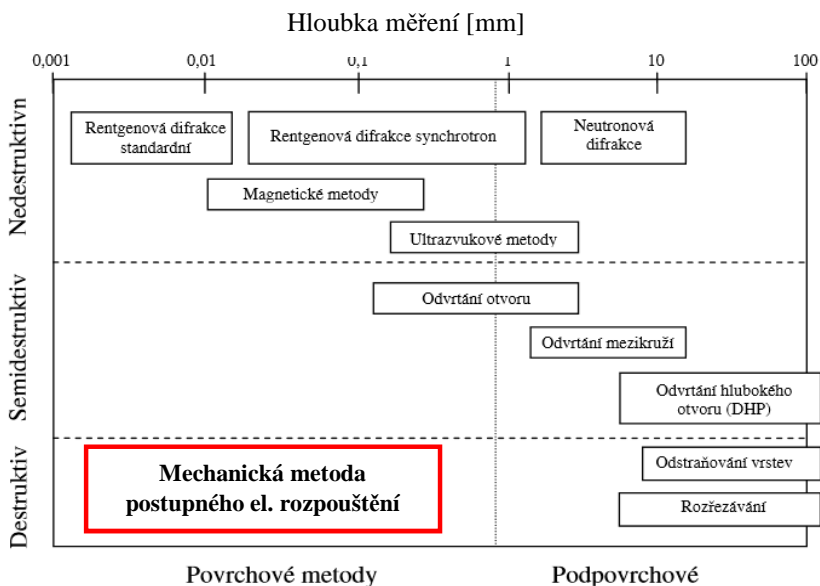 Hloubka měření [mm]
0,001 0,01 0,1 1 10 100
Nedestruktivn
Rentgenová difrakce
standardní
Rentgenová difrakce synchrotron
Neutronová
difrakce
Magnetické metody
Ultrazvukové metody
Semidestruktiv
Odvrtání otvoru
Odvrtání mezikruží
Odvrtání hlubokého
otvoru (DHP)
Destruktiv
Mechanická metoda
postupného el. rozpouštění
Odstraňování vrstev
Rozřezávání
Povrchové metody Podpovrchové